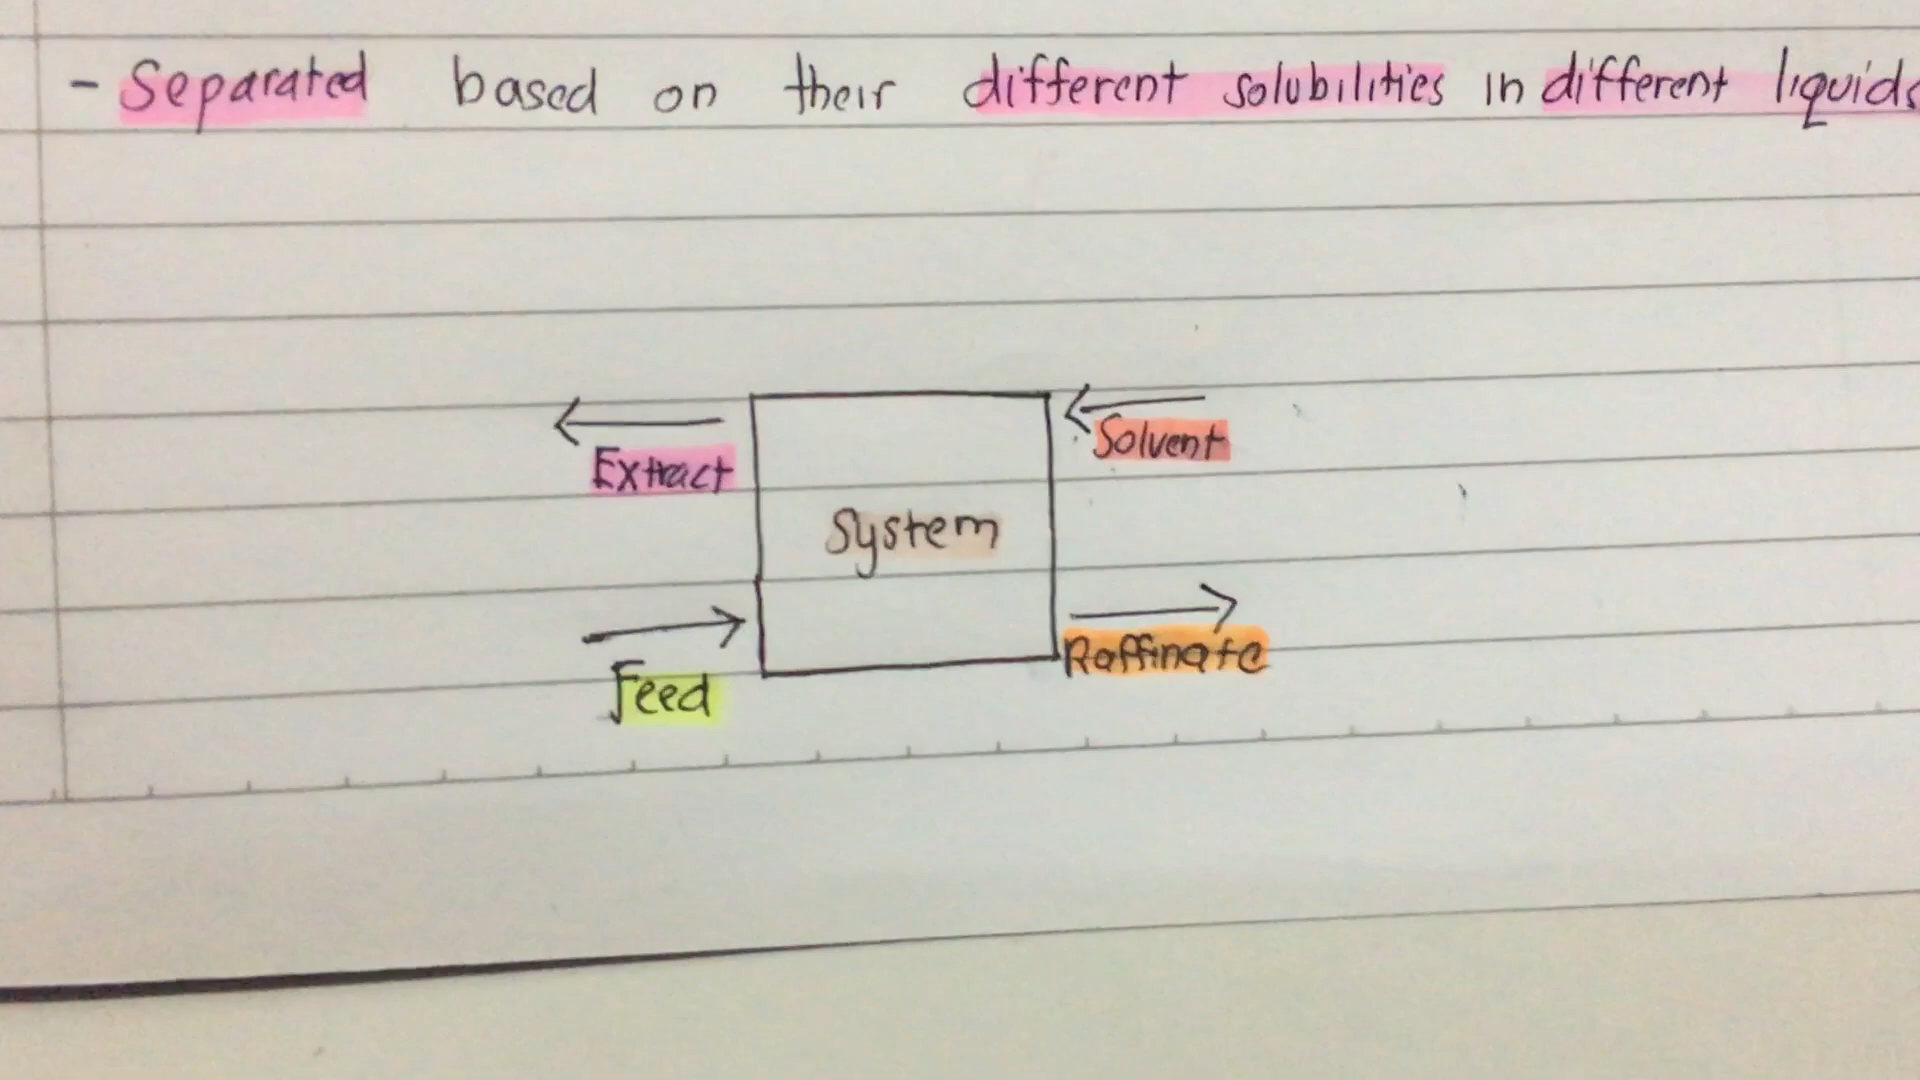 - Separated based on their different solubilities in different liquids
Solvent
Extract
System
Raffinate
Feed